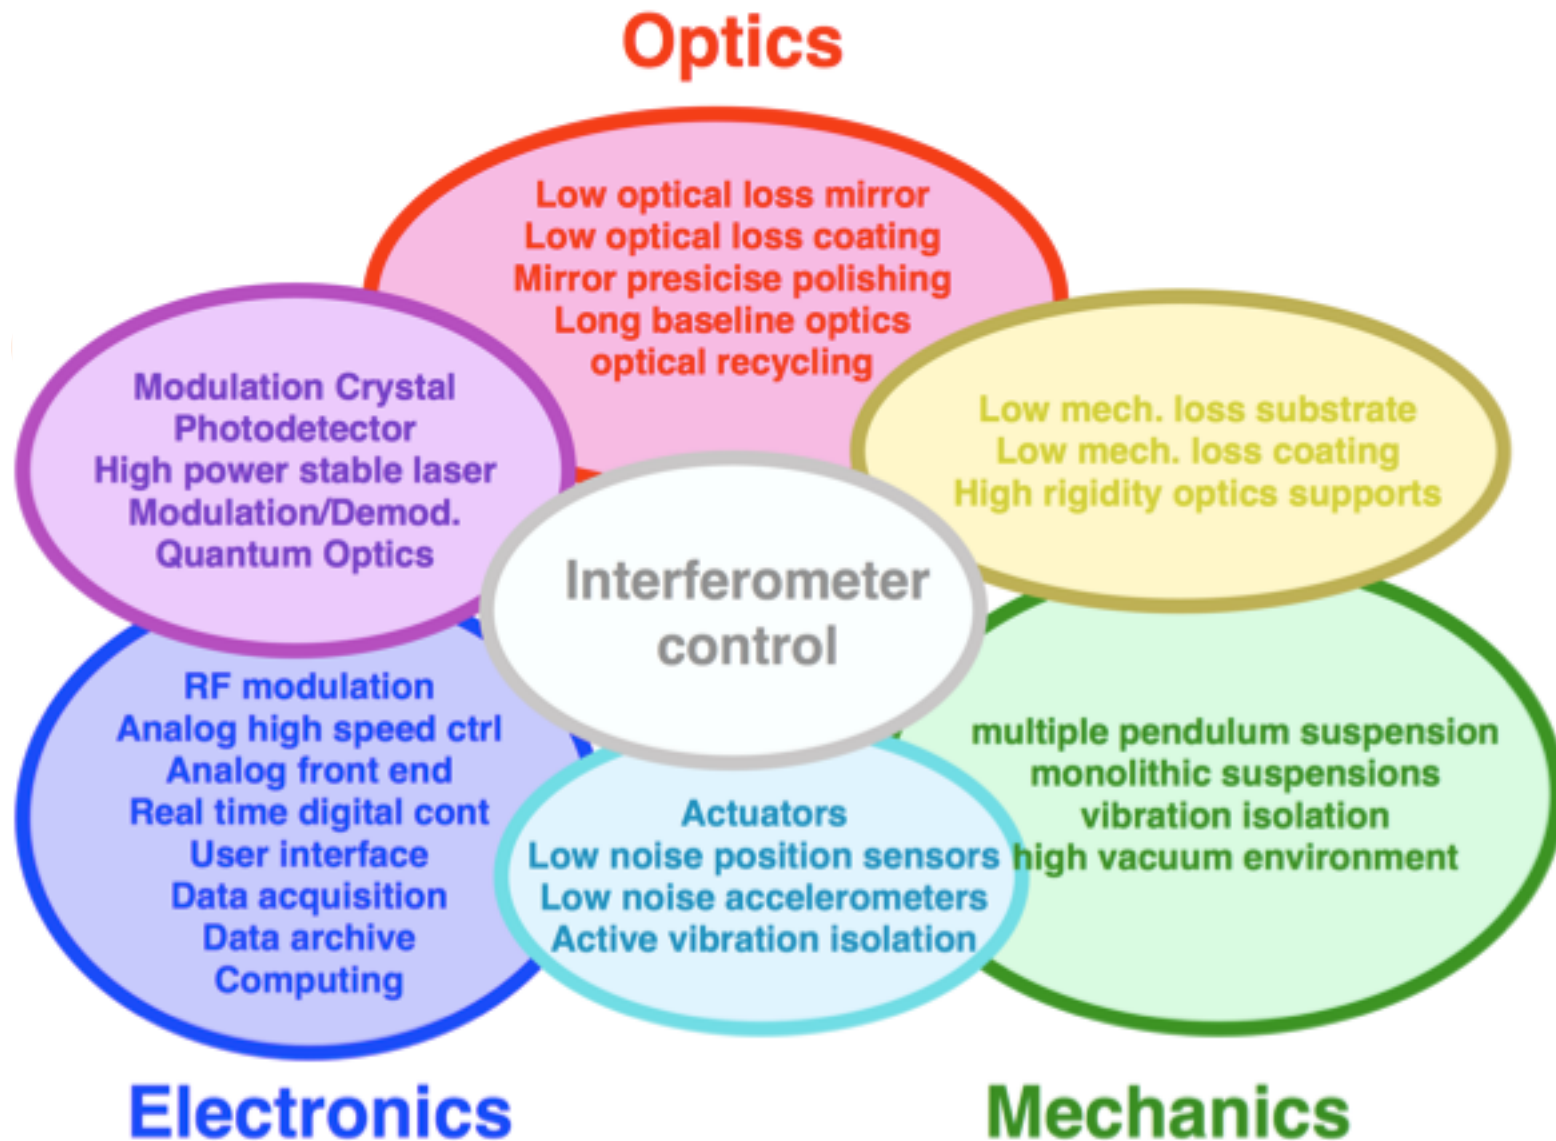 Optics
Low optical loss mirror
Low optical loss coating
Mirror presicise polishing
Long baseline optics
optical recycling
Modulation Crystal
Photodetector
High power stable laser
Modulation/Demod.
Quantum Optics
Low mech. loss substrate
Low mech. loss coating
High rigidity optics supports
Interferometer
control
RF modulation
Analog high speed ctrl
Analog front end
Real time digital cont
User interface
Data acquisition
Data archive
Computing
Actuators
Low noise position sensors
Low noise accelerometers
Active vibration isolation
multiple pendulum suspension
monolithic suspensions
vibration isolation
high vacuum environment
Electronics
Mechanics